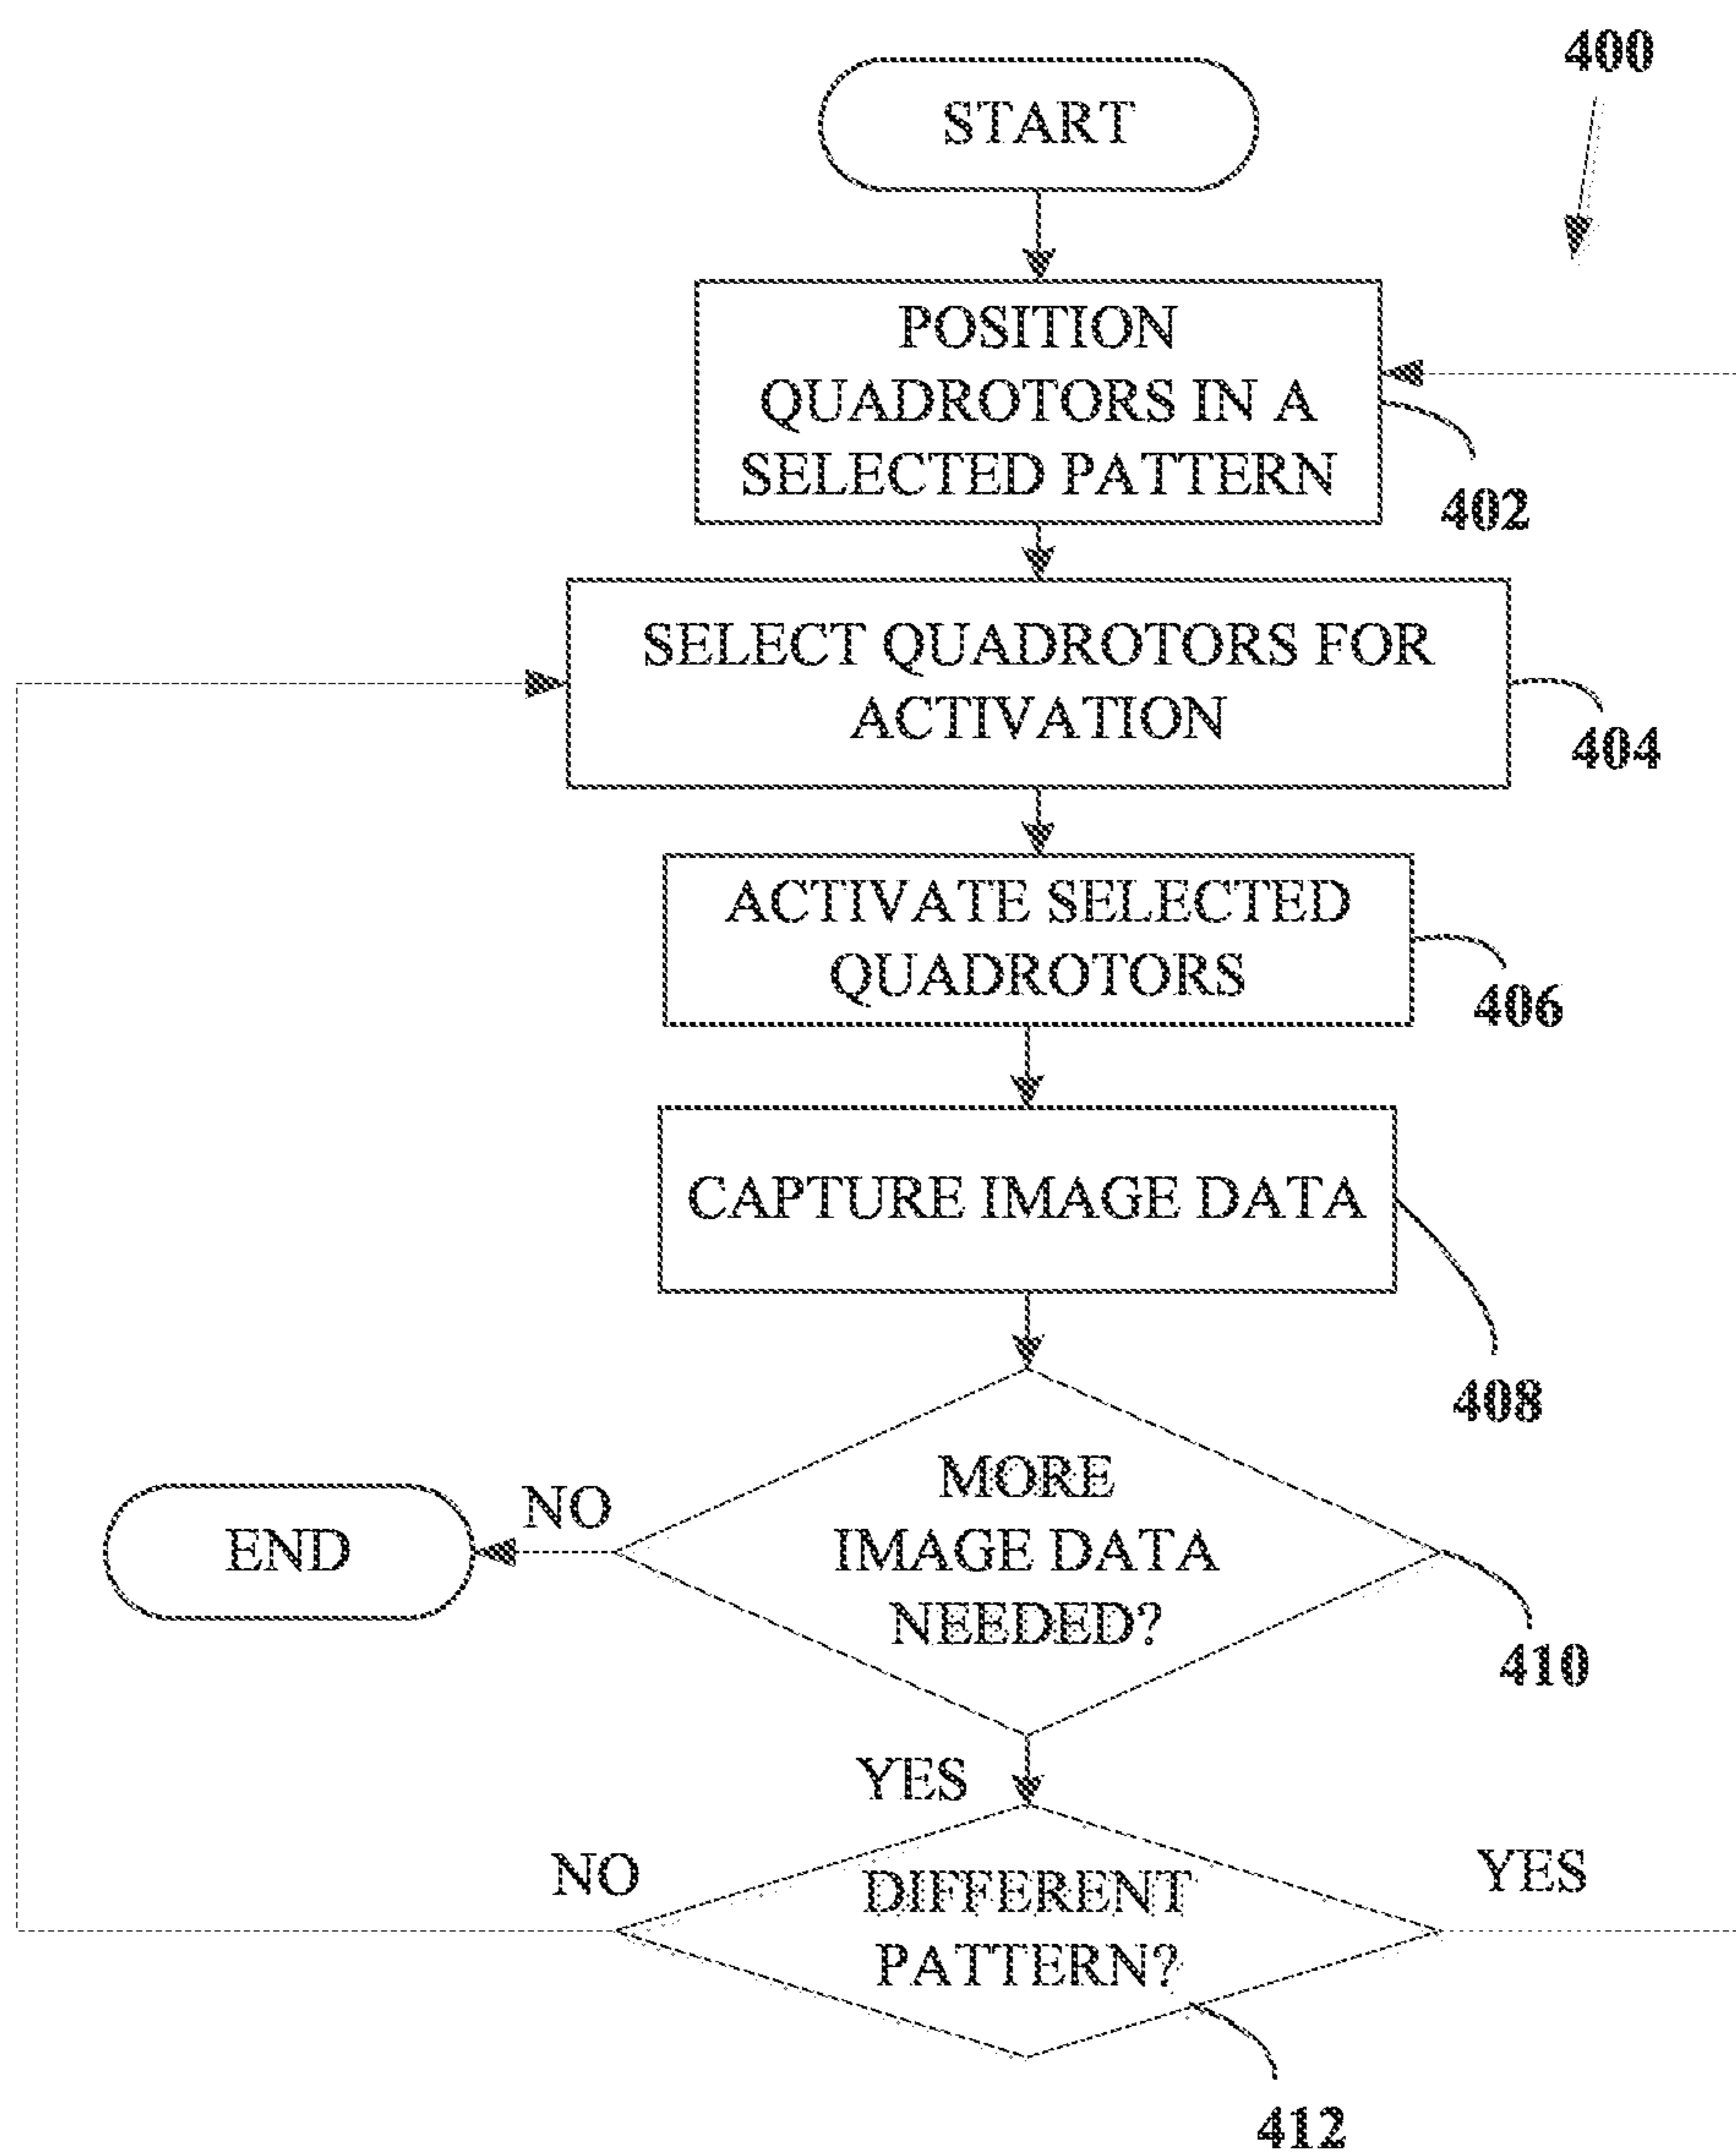 400
START
POSITION
QUADROTORS IN A
SELECTED PATTERN
402
SELECT QUADROTORS FOR
ACTIVATION
404
ACTIVATE SELECTED
QUADROTORS
406
CAPTURE IMAGE DATA
408
MORE
IMAGE DATA
NEEDED?
410
NO
END
YES
DIFFERENT
PATTERN?
NO
YES
412